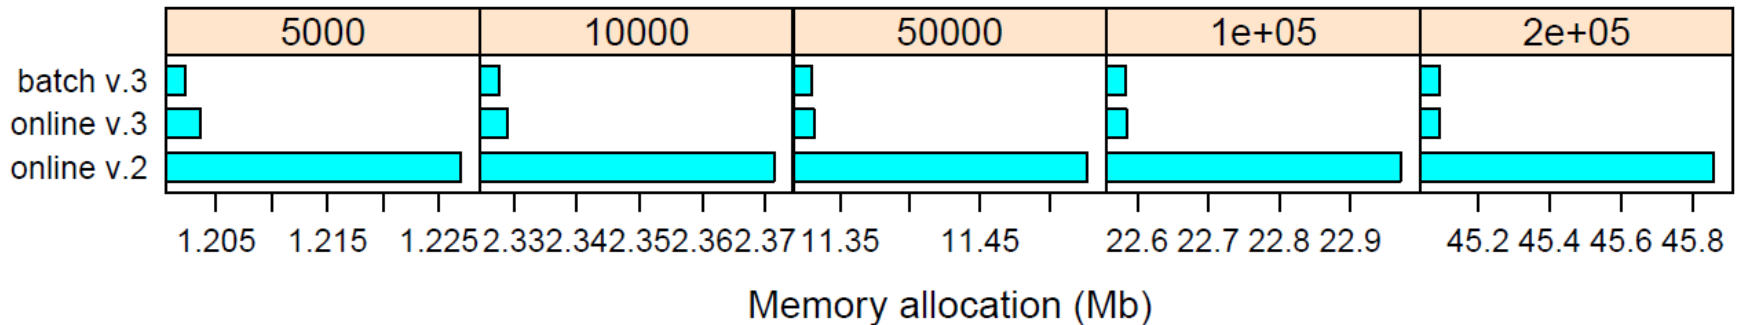 5000 10000 50000 1e+05 2e+05
batch v.3
online v.3
online v.2
1.205 1.215 1.225 2.33 2.34 2.35 2.36 2.37 11.35 11.45 22.6 22.7 22.8 22.9 45.2 45.4 45.6 45.8
Memory allocation (Mb)